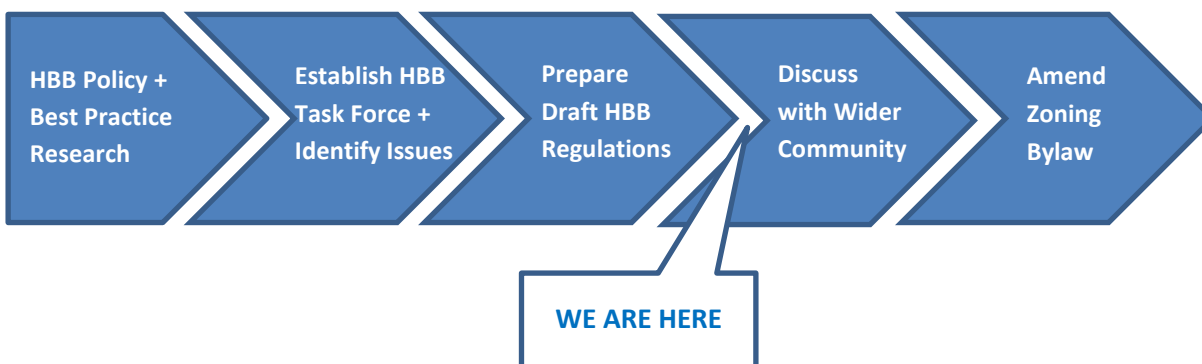 HBB Policy +
Best Practice
Research
Establish HBB
Task Force +
Identify Issues
Prepare
Draft HBB
Regulations
Discuss
with Wider
Community
Amend
Zoning
Bylaw
WE ARE HERE